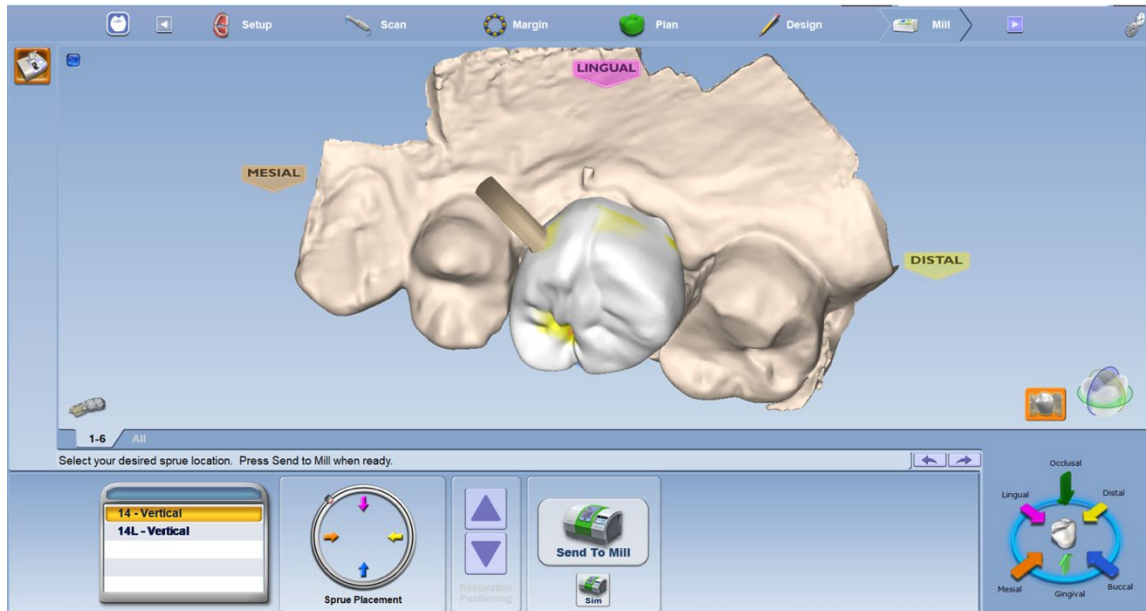 Setup
Scan
Margin
Plan
Design
Mill
LINGUAL
MESIAL
DISTAL
1-6
All
Select your desired sprue location. Press Send to Mill when ready.
14 - Vertical
14L - Vertical
Sprue Placement
Restoration
Positioning
Send To Mill
Sim
Occlusal
Lingual
Distal
Mesial
Buccal
Gingival